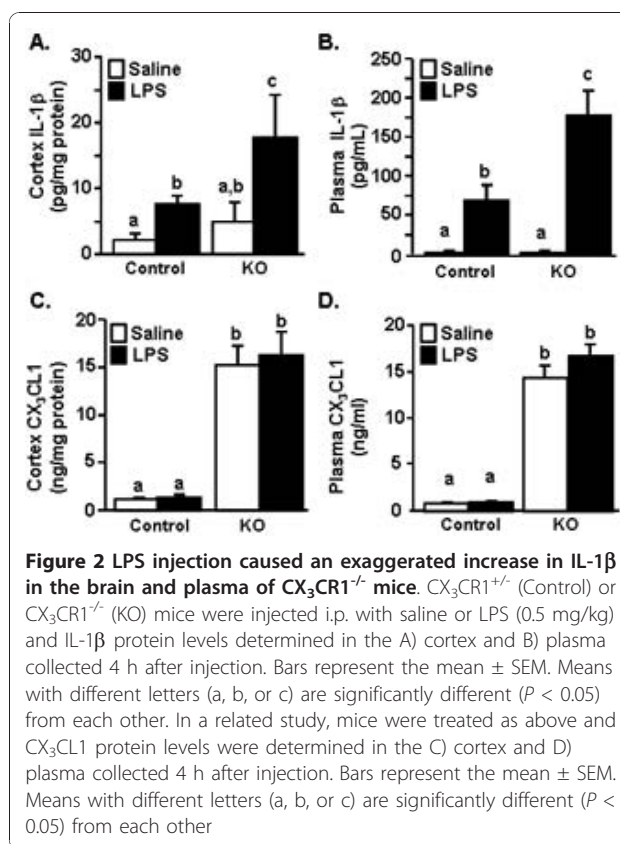 A.
Saline
LPS
Cortex IL-1β
(pg/mg protein)
30
20
10
5
0
a
b
a,b
c
Control
KO
B.
Saline
LPS
Plasma IL-1β
(pg/mL)
250
200
150
100
50
0
a
b
a
c
Control
KO
C.
Saline
LPS
Cortex CX₃CL1
(ng/mg protein)
20
15
10
5
0
a
a
b
b
Control
KO
D.
Saline
LPS
Plasma CX₃CL1
(ng/ml)
20
15
10
5
0
a
a
b
b
Control
KO
Figure 2 LPS injection caused an exaggerated increase in IL-1β
in the brain and plasma of CX₃CR1⁻/⁻ mice. CX₃CR1⁺/⁻ (Control) or
CX₃CR1⁻/⁻ (KO) mice were injected i.p. with saline or LPS (0.5 mg/kg)
and IL-1β protein levels determined in the A) cortex and B) plasma
collected 4 h after injection. Bars represent the mean ± SEM. Means
with different letters (a, b, or c) are significantly different (P < 0.05)
from each other. In a related study, mice were treated as above and
CX₃CL1 protein levels were determined in the C) cortex and D)
plasma collected 4 h after injection. Bars represent the mean ± SEM.
Means with different letters (a, b, or c) are significantly different (P <
0.05) from each other